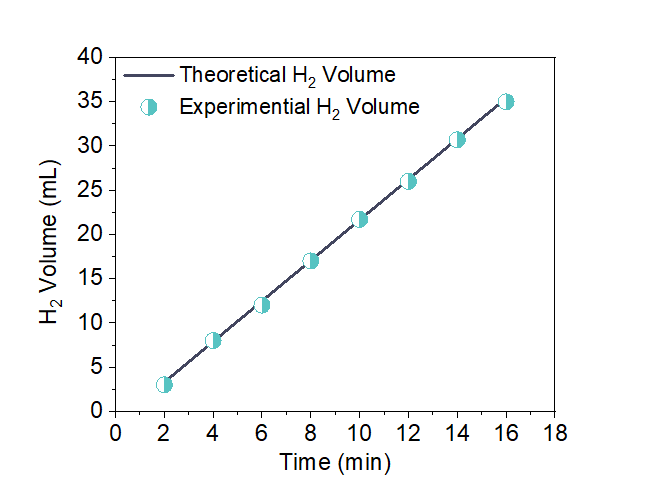 Theoretical H₂ Volume
Experimential H₂ Volume
H₂ Volume (mL)
40
35
30
25
20
15
10
5
0
0 2 4 6 8 10 12 14 16 18
Time (min)